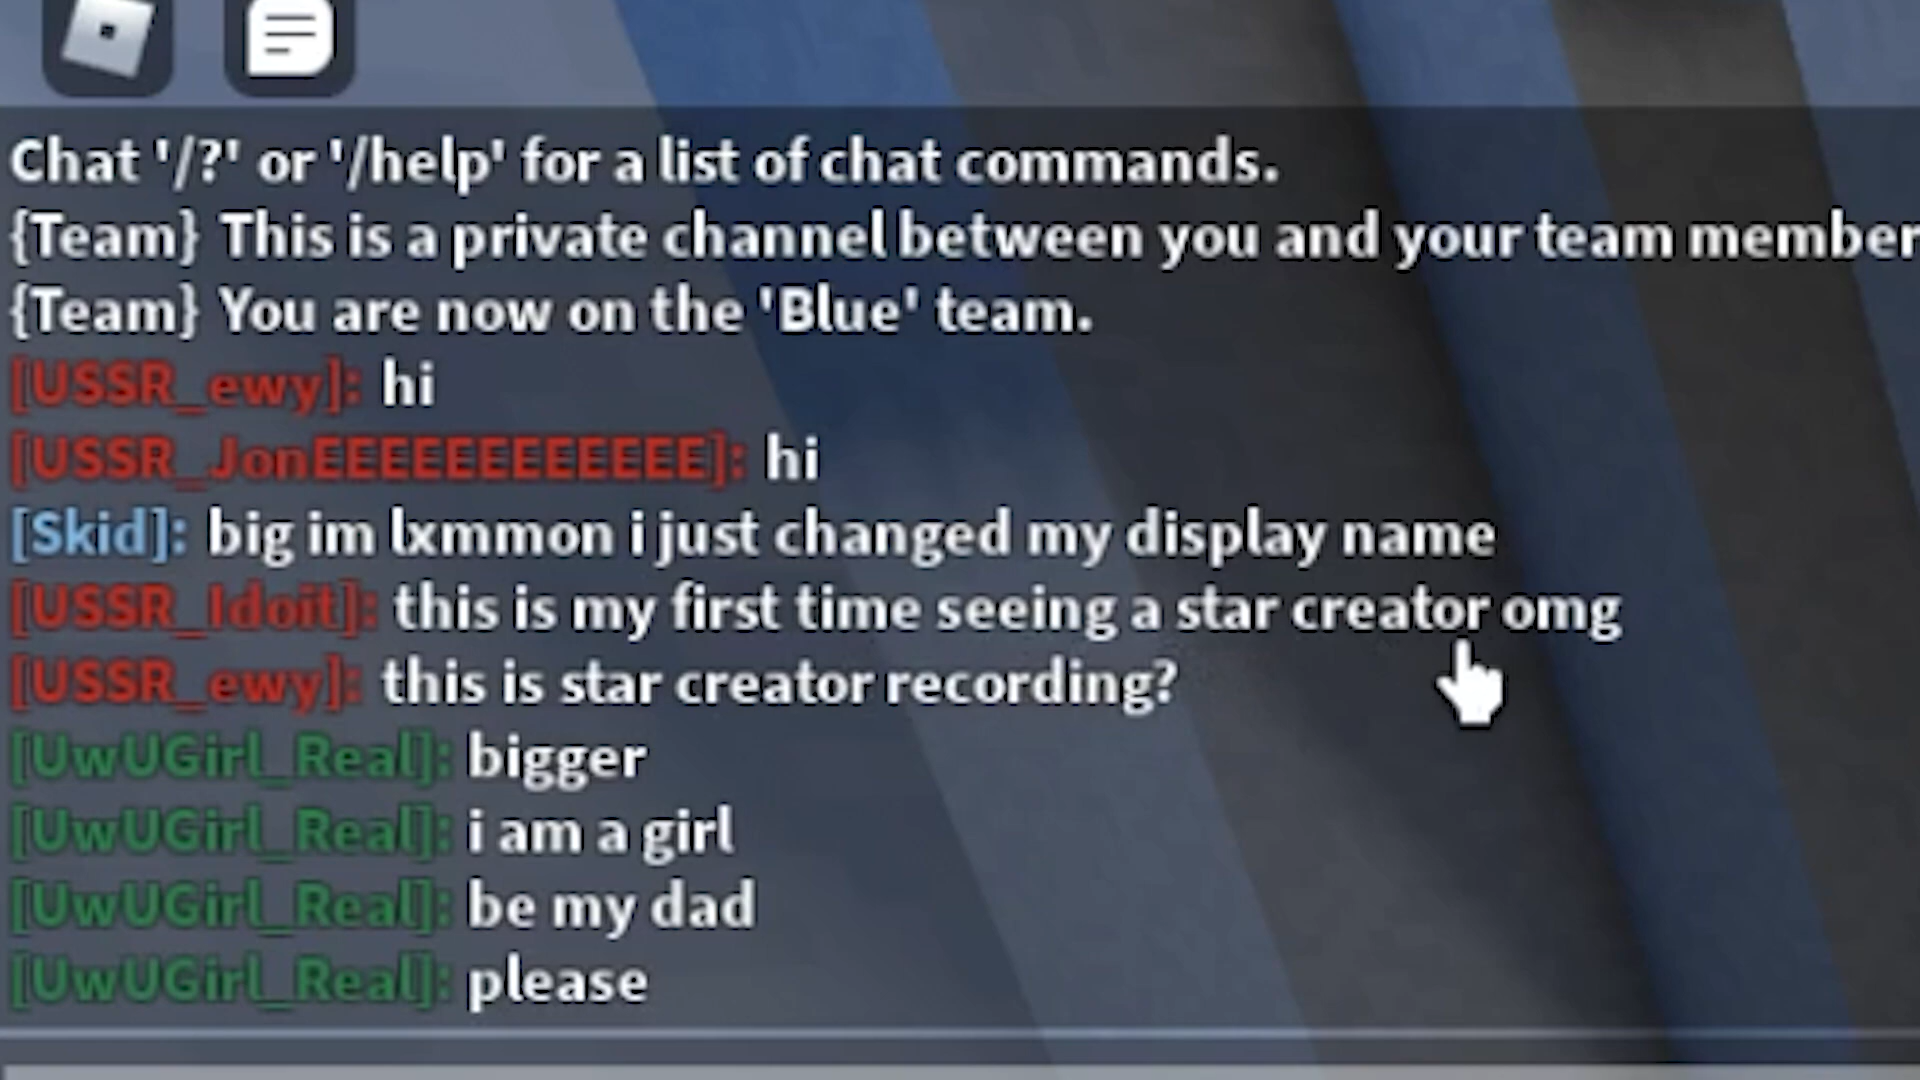 Chat '/?' or '/help' for a list of chat commands.
{Team} This is a private channel between you and your team member
{Team} You are now on the 'Blue' team.
[USSR_ewy]: hi
[USSR_JonEEEEEEEEEEEE]: hi
[Skid]: big im lxmmon i just changed my display name
[USSR_Idoit]: this is my first time seeing a star creator omg
[USSR_ewy]: this is star creator recording?
[UwUGirl_Real]: bigger
[UwUGirl_Real]: i am a girl
[UwUGirl_Real]: be my dad
[UwUGirl_Real]: please